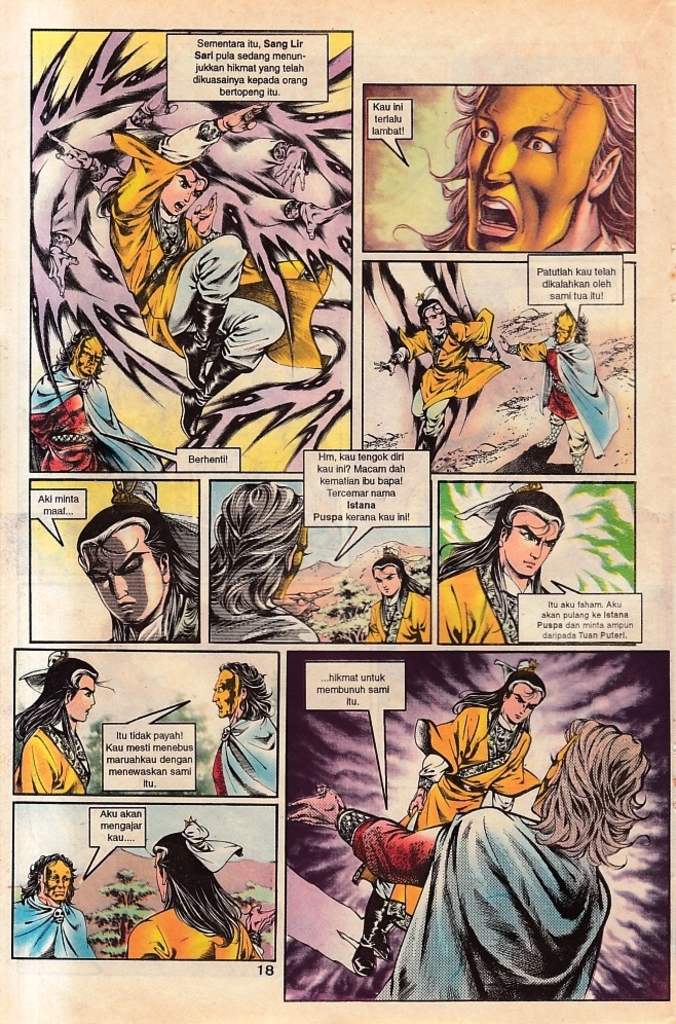 Sementara itu, Sang Lir
Sari pula sedang menun-
jukkan hikmat yang telah
dikuasainya kepada orang
bertopeng itu.
Kau ini
terlalu
lambat!
Patutlah kau telah
dikalahkan oleh
sami tua itu!
Berhenti!
Aki minta
maaf...
Hm, kau tengok diri
kau ini? Macam dah
kematian ibu bapa!
Tercemar nama
Istana
Puspa kerana kau ini!
Itu aku faham. Aku
akan pulang ke Istana
Puspa dan minta ampun
daripada Tuan Puteri.
Itu tidak payah!
Kau mesti menebus
maruahkau dengan
menewaskan sami
itu.
Aku akan
mengajar
kau....
...hikmat untuk
membunuh sami
itu.
18